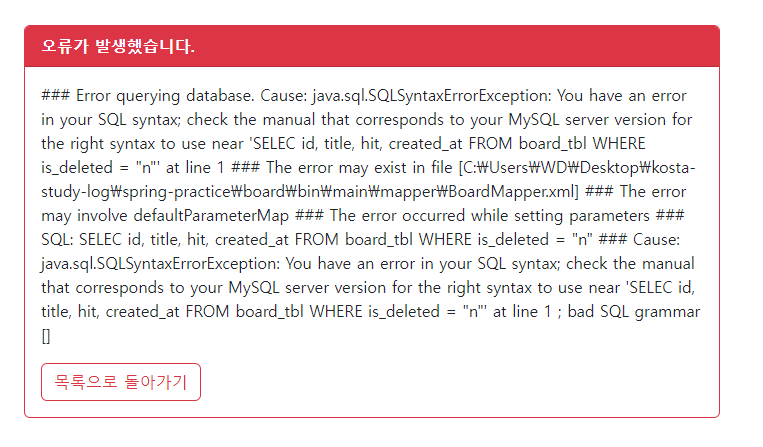 오류가 발생했습니다.
### Error querying database. Cause: java.sql.SQLSyntaxErrorException: You have an error
in your SQL syntax; check the manual that corresponds to your MySQL server version for
the right syntax to use near 'SELEC id, title, hit, created_at FROM board_tbl WHERE
is_deleted = "n"' at line 1 ### The error may exist in file [C:₩Users₩WD₩Desktop₩kosta-
study-log₩spring-practice₩board₩bin₩main₩mapper₩BoardMapper.xml] ### The error
may involve defaultParameterMap ### The error occurred while setting parameters ###
SQL: SELEC id, title, hit, created_at FROM board_tbl WHERE is_deleted = "n" ### Cause:
java.sql.SQLSyntaxErrorException: You have an error in your SQL syntax; check the manual
that corresponds to your MySQL server version for the right syntax to use near 'SELEC id,
title, hit, created_at FROM board_tbl WHERE is_deleted = "n"' at line 1 ; bad SQL grammar
[]
목록으로 돌아가기